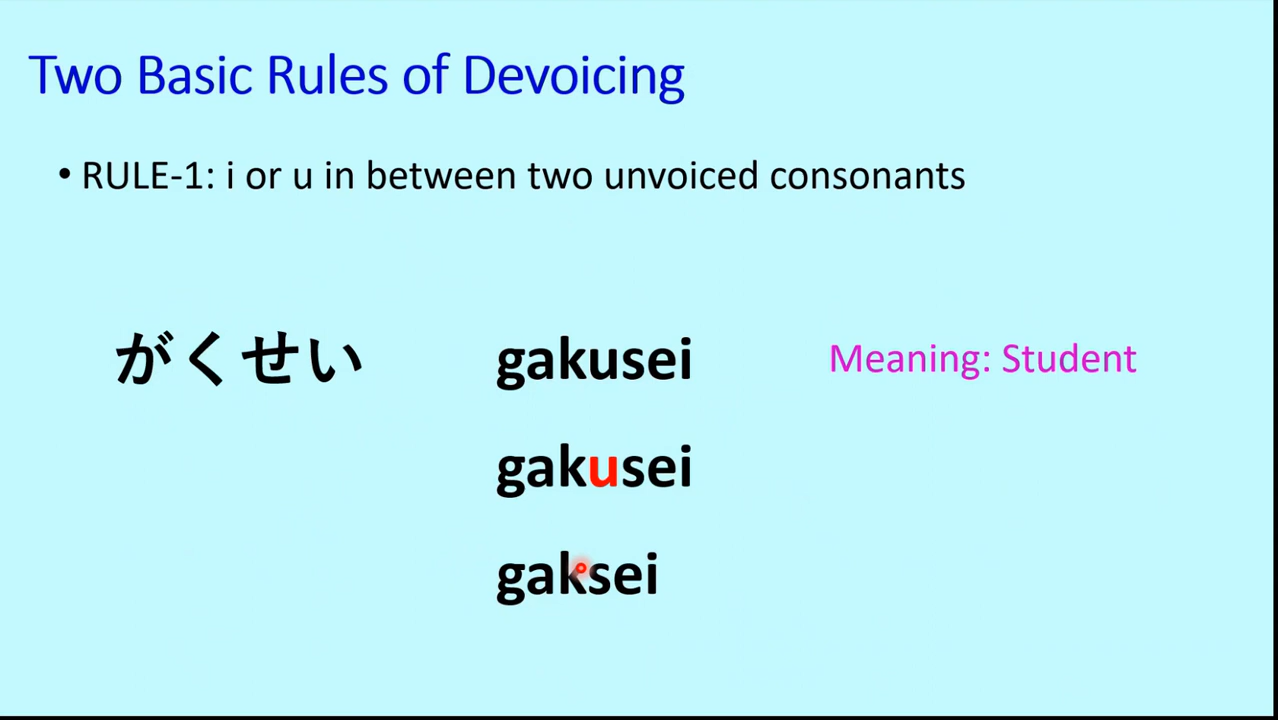 Two Basic Rules of Devoicing
• RULE-1: i or u in between two unvoiced consonants
がくせい gakusei Meaning: Student
gakusei
gaksei